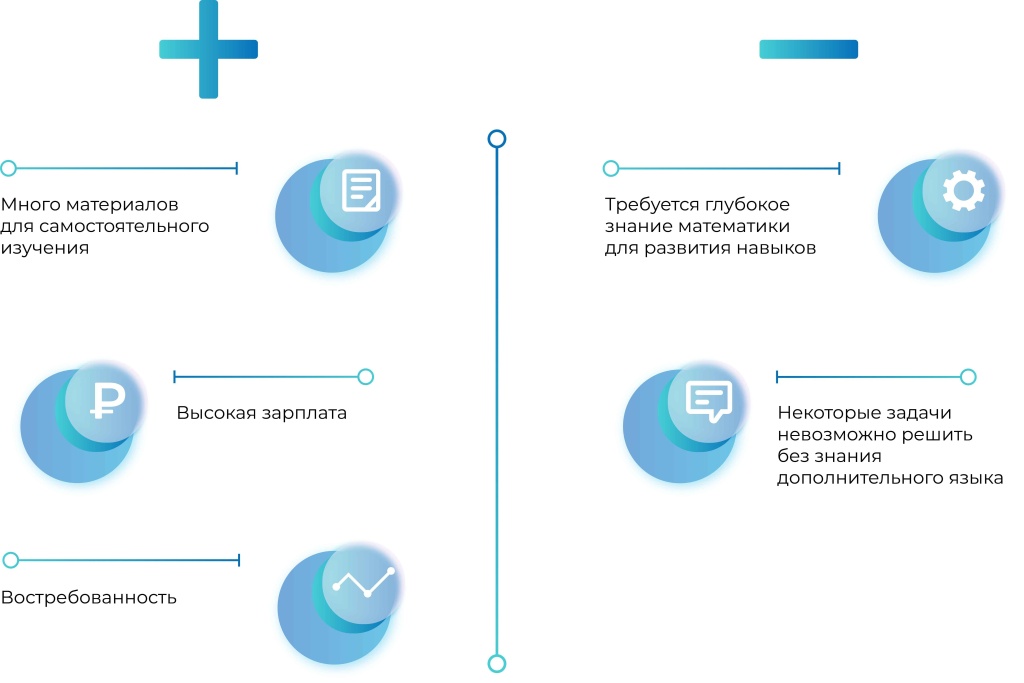 Много материалов
для самостоятельного
изучения
Высокая зарплата
Востребованность
Требуется глубокое
знание математики
для развития навыков
Некоторые задачи
невозможно решить
без знания
дополнительного языка